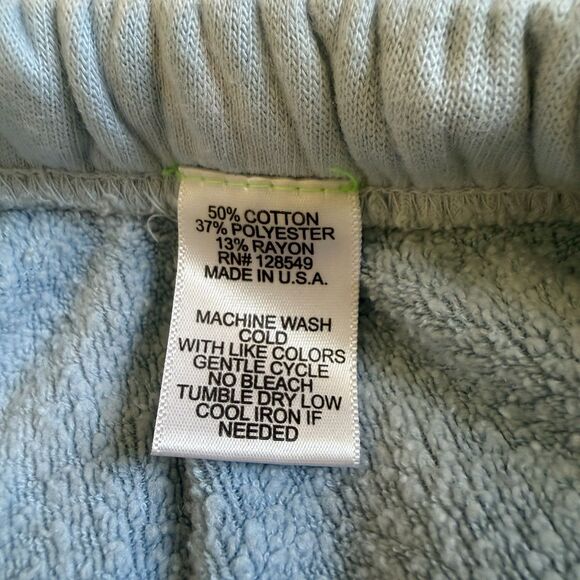 50% COTTON
37% POLYESTER
13% RAYON
RN# 128549
MADE IN U.S.A.
MACHINE WASH
COLD
WITH LIKE COLORS
GENTLE CYCLE
NO BLEACH
TUMBLE DRY LOW
COOL IRON IF
NEEDED